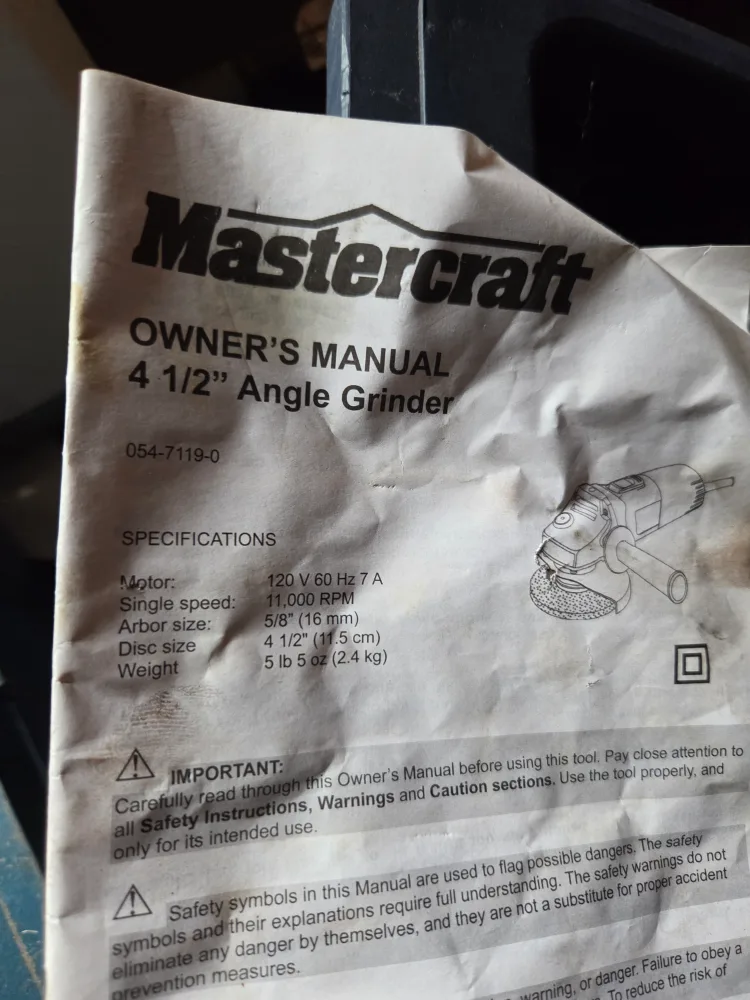 Mastercraft
OWNER'S MANUAL
4 1/2" Angle Grinder
054-7119-0
SPECIFICATIONS
Motor: 120 V 60 Hz 7 A
Single speed: 11,000 RPM
Arbor size: 5/8" (16 mm)
Disc size 4 1/2" (11.5 cm)
Weight 5 lb 5 oz (2.4 kg)
IMPORTANT:
Carefully read through this Owner's Manual before using this tool. Pay close attention to
all Safety Instructions, Warnings and Caution sections. Use the tool properly, and
only for its intended use.
Safety symbols in this Manual are used to flag possible dangers. The safety
symbols and their explanations require full understanding. The safety warnings do not
eliminate any danger by themselves, and they are not a substitute for proper accident
prevention measures.
warning, or danger. Failure to obey a
To reduce the risk of